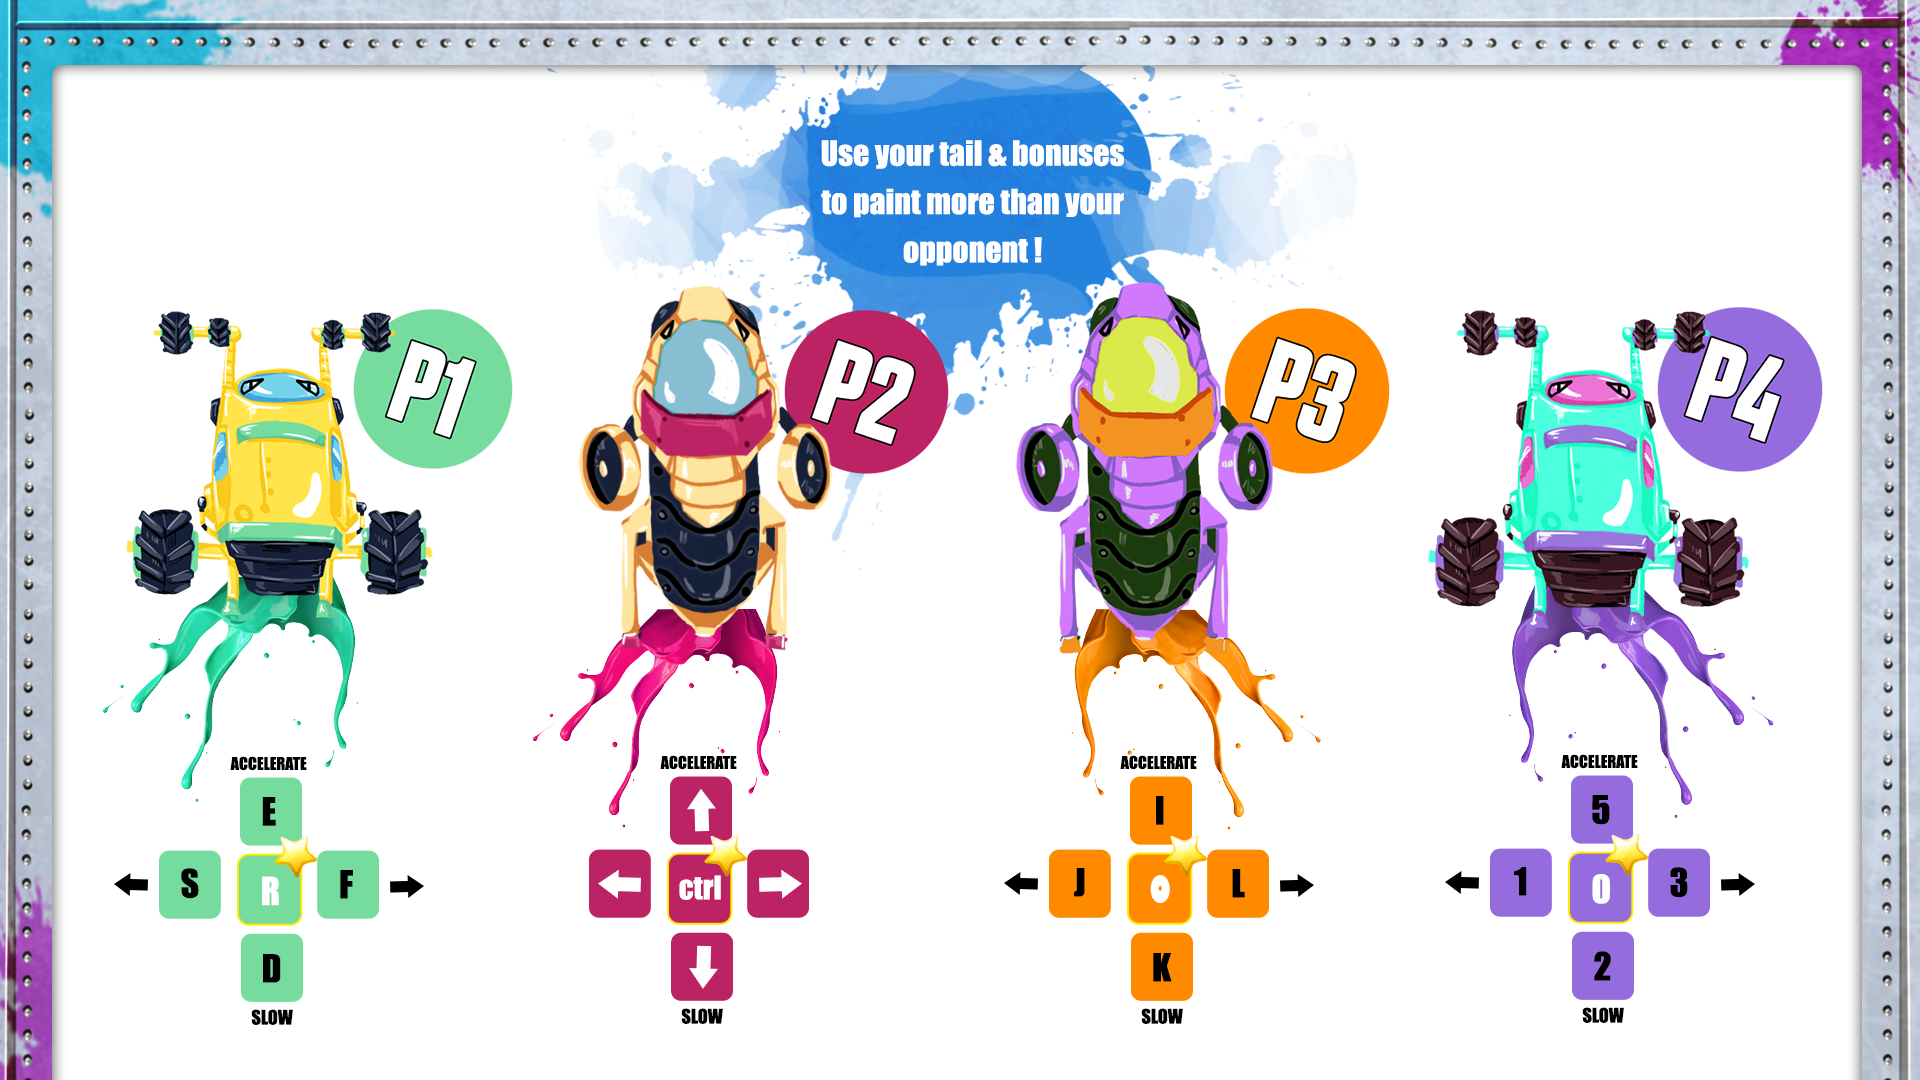 Use your tail & bonuses
to paint more than your
opponent !
P1
P2
P3
P4
ACCELERATE
E
S
R
F
D
SLOW
ACCELERATE
ctrl
SLOW
ACCELERATE
I
J
O
L
K
SLOW
ACCELERATE
5
1
0
3
2
SLOW